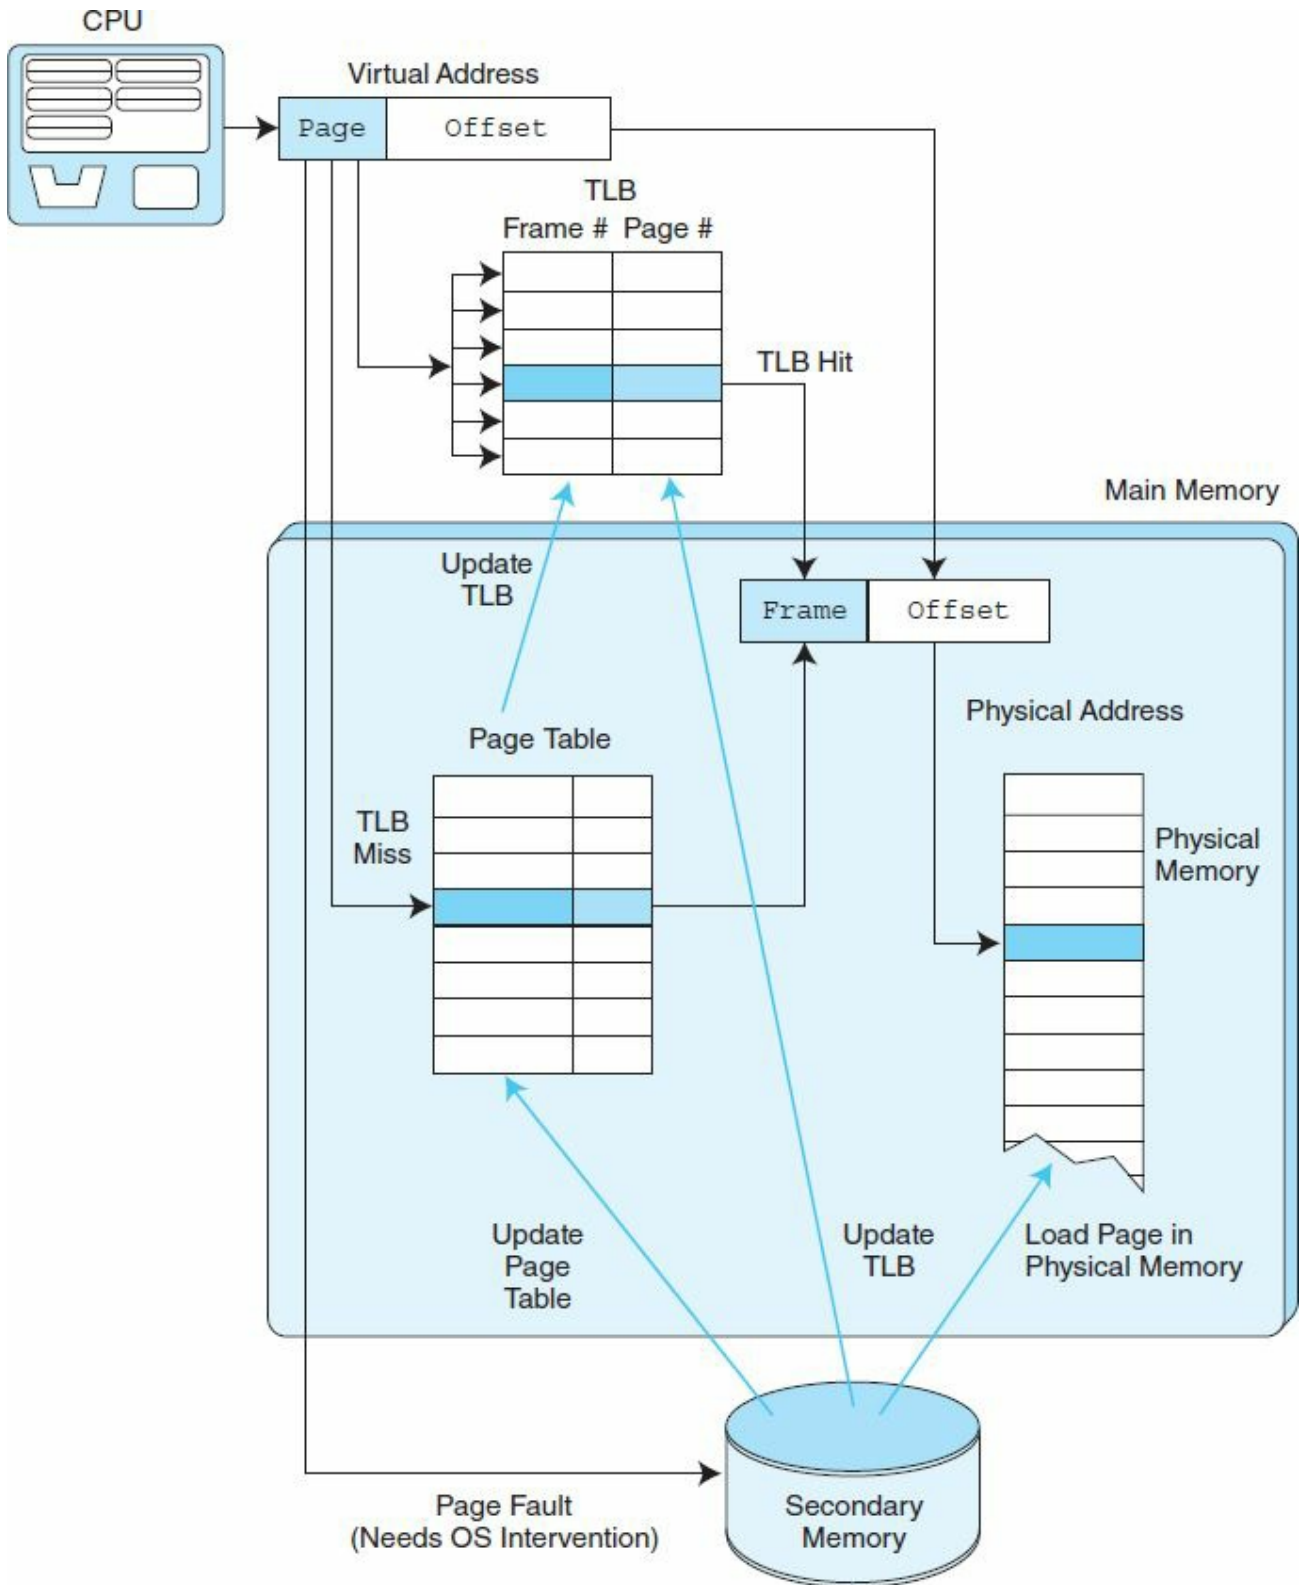 CPU
Virtual Address
Page
Offset
TLB
Frame # Page #
TLB Hit
Main Memory
Update
TLB
Frame
Offset
Physical Address
Page Table
TLB
Miss
Physical
Memory
Update
Page
Table
Update
TLB
Load Page in
Physical Memory
Page Fault
(Needs OS Intervention)
Secondary
Memory